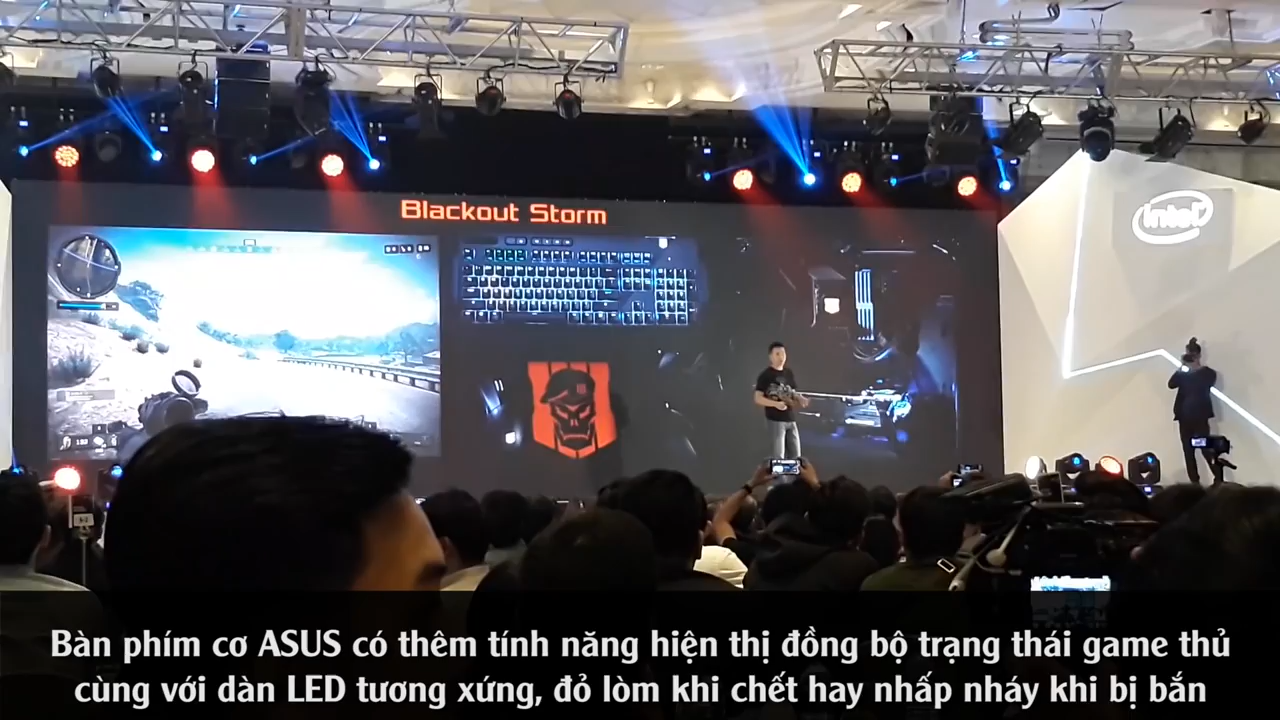 Blackout Storm
intel
Bàn phím cơ ASUS có thêm tính năng hiện thị đồng bộ trạng thái game thủ
cùng với dàn LED tương xứng, đỏ lòm khi chết hay nhấp nháy khi bị bắn